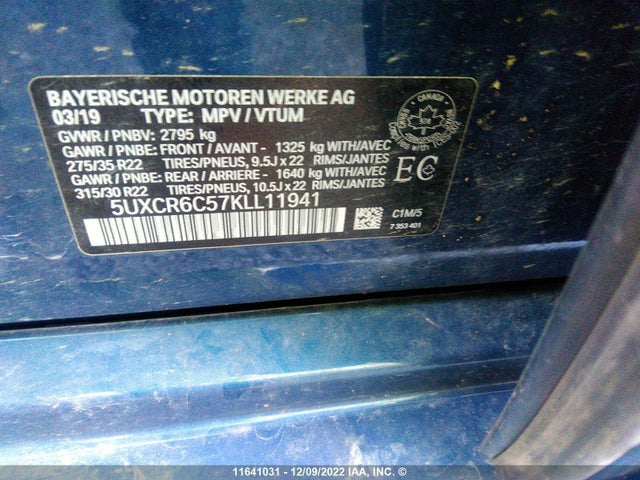 BAYERISCHE MOTOREN WERKE AG
03/19 TYPE: MPV / VTUM
GVWR / PNBV: 2795 kg
GAWR / PNBE: FRONT / AVANT - 1325 kg WITH/AVEC
275/35 R22 TIRES/PNEUS, 9.5J x 22 RIMS/JANTES
GAWR / PNBE: REAR / ARRIERE - 1640 kg WITH/AVEC
315/30 R22 TIRES/PNEUS, 10.5J x 22 RIMS/JANTES
5UXCR6C57KLL11941
CANADA
EC
C1M/5
7 353 401
11641031 - 12/09/2022 IAA, INC. ©